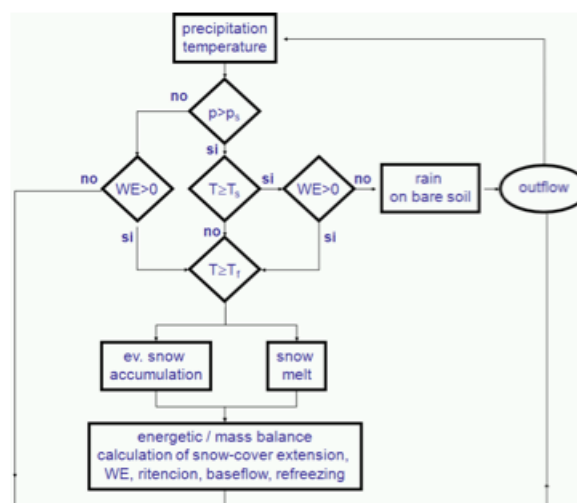 precipitation
temperature
no
p>ps
si
no
WE>0
T≥Ts
si
WE>0
no
rain
on bare soil
outflow
si
no
si
T≥Tf
ev. snow
accumulation
snow
melt
energetic / mass balance
calculation of snow-cover extension,
WE, ritencion, baseflow, refreezing